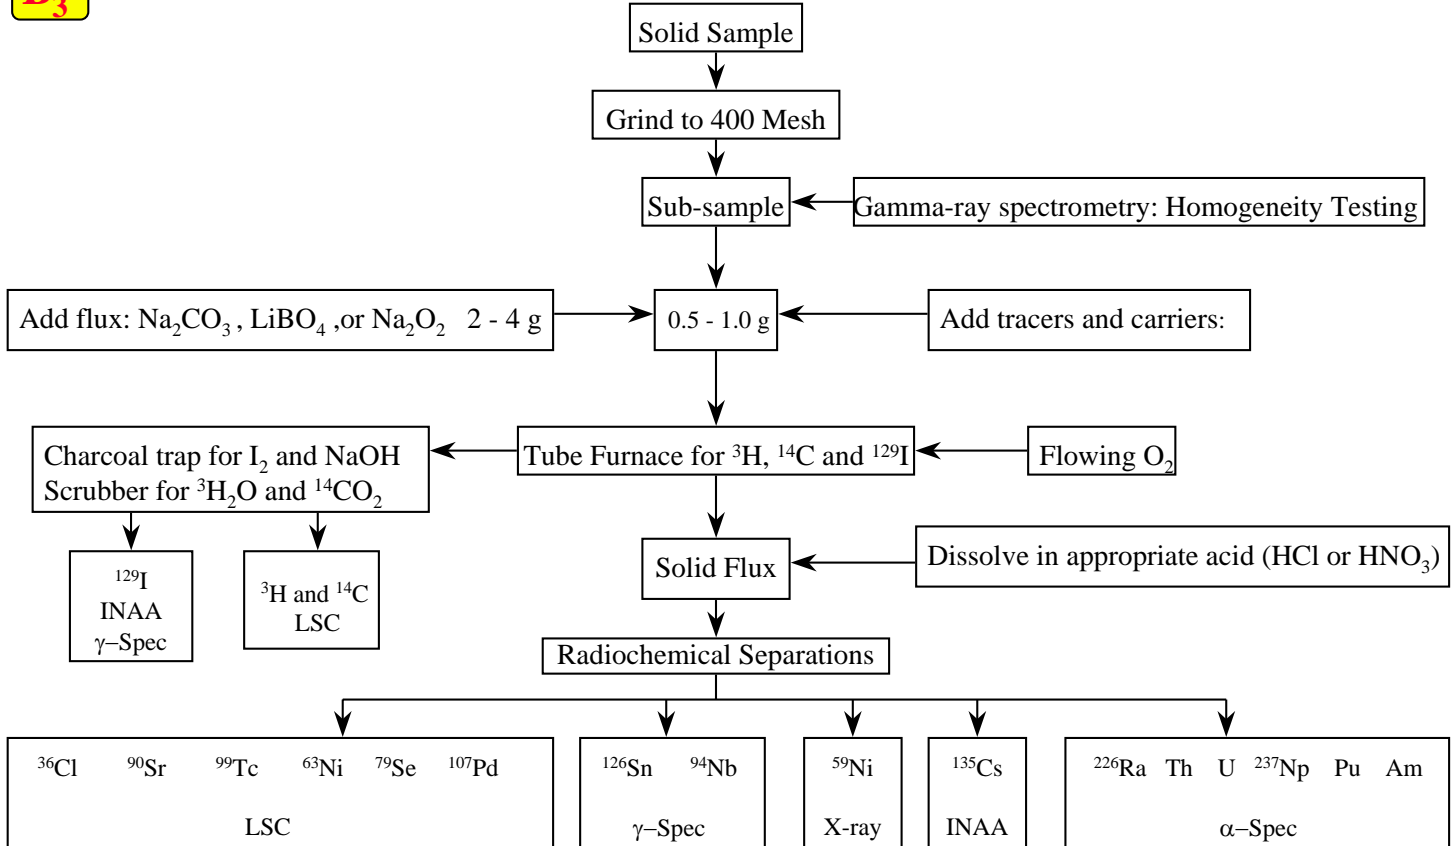 B3
Solid Sample
Grind to 400 Mesh
Sub-sample
Gamma-ray spectrometry: Homogeneity Testing
Add flux: Na₂CO₃ , LiBO₄ ,or Na₂O₂ 2 - 4 g
0.5 - 1.0 g
Add tracers and carriers:
Charcoal trap for I₂ and NaOH
Scrubber for ³H₂O and ¹⁴CO₂
Tube Furnace for ³H, ¹⁴C and ¹²⁹I
Flowing O₂
¹²⁹I
INAA
γ–Spec
³H and ¹⁴C
LSC
Solid Flux
Dissolve in appropriate acid (HCl or HNO₃)
Radiochemical Separations
³⁶Cl ⁹⁰Sr ⁹⁹Tc ⁶³Ni ⁷⁹Se ¹⁰⁷Pd
LSC
¹²⁶Sn ⁹⁴Nb
γ–Spec
⁵⁹Ni
X-ray
¹³⁵Cs
INAA
²²⁶Ra Th U ²³⁷Np Pu Am
α–Spec